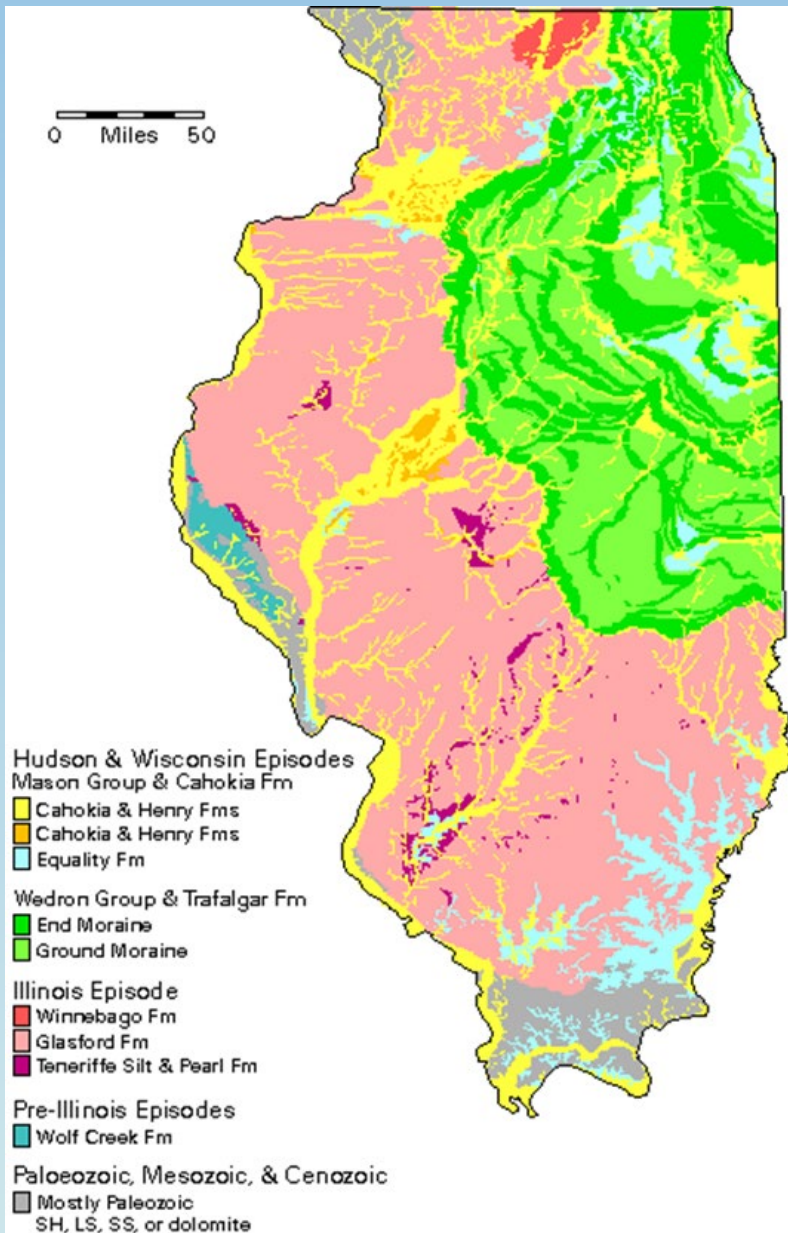 0 Miles 50
Hudson & Wisconsin Episodes
Mason Group & Cahokia Fm
Cahokia & Henry Fms
Cahokia & Henry Fms
Equality Fm
Wedron Group & Trafalgar Fm
End Moraine
Ground Moraine
Illinois Episode
Winnebago Fm
Glasford Fm
Teneriffe Silt & Pearl Fm
Pre-Illinois Episodes
Wolf Creek Fm
Paloeozoic, Mesozoic, & Cenozoic
Mostly Paleozoic
SH, LS, SS, or dolomite